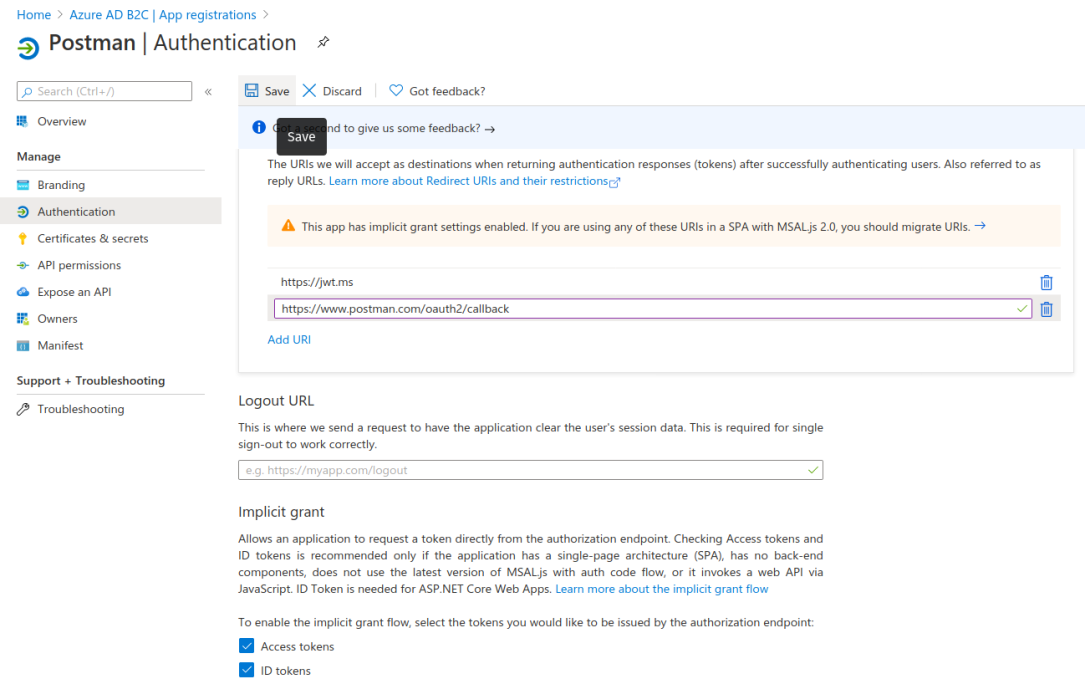 Home > Azure AD B2C | App registrations >
Postman | Authentication
Search (Ctrl+/)
«
Overview
Manage
Branding
Authentication
Certificates & secrets
API permissions
Expose an API
Owners
Manifest
Support + Troubleshooting
Troubleshooting
Save
Discard
Got feedback?
Got a second to give us some feedback? →
Save
The URIs we will accept as destinations when returning authentication responses (tokens) after successfully authenticating users. Also referred to as
reply URLs. Learn more about Redirect URIs and their restrictions
This app has implicit grant settings enabled. If you are using any of these URIs in a SPA with MSAL.js 2.0, you should migrate URIs. →
https://jwt.ms
https://www.postman.com/oauth2/callback
Add URI
Logout URL
This is where we send a request to have the application clear the user's session data. This is required for single
sign-out to work correctly.
e.g. https://myapp.com/logout
Implicit grant
Allows an application to request a token directly from the authorization endpoint. Checking Access tokens and
ID tokens is recommended only if the application has a single-page architecture (SPA), has no back-end
components, does not use the latest version of MSAL.js with auth code flow, or it invokes a web API via
JavaScript. ID Token is needed for ASP.NET Core Web Apps. Learn more about the implicit grant flow
To enable the implicit grant flow, select the tokens you would like to be issued by the authorization endpoint:
Access tokens
ID tokens